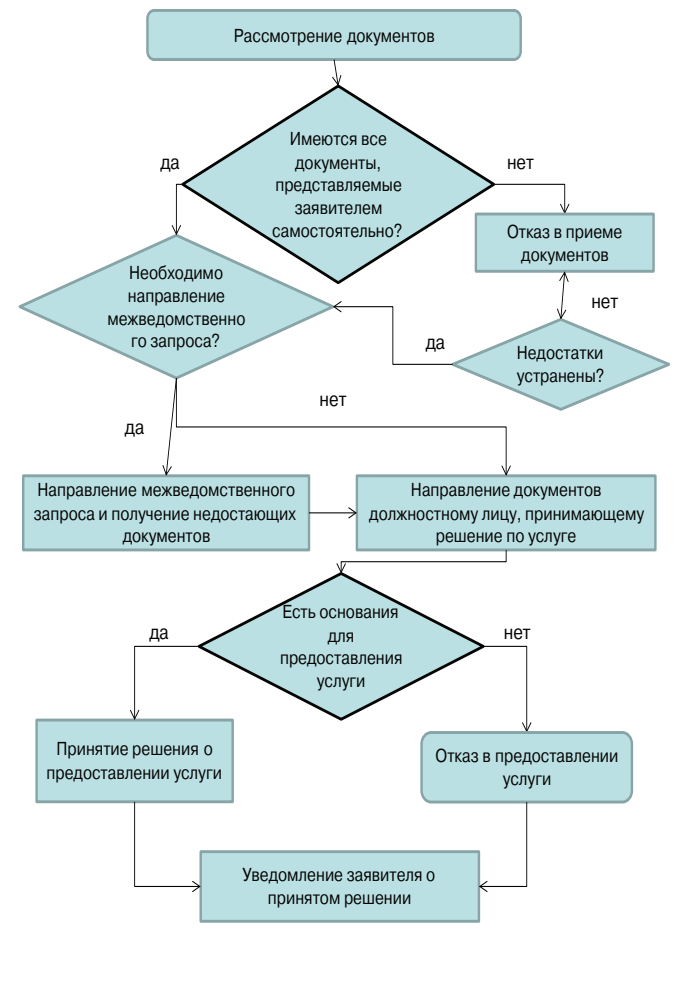 Рассмотрение документов
Имеются все
документы,
представляемые
заявителем
самостоятельно?
да
нет
Отказ в приеме
документов
Необходимо
направление
межведомственно
го запроса?
нет
да
Недостатки
устранены?
нет
да
Направление межведомственного
запроса и получение недостающих
документов
Направление документов
должностному лицу, принимающему
решение по услуге
Есть основания
для
предоставления
услуги
да
нет
Принятие решения о
предоставлении услуги
Отказ в предоставлении
услуги
Уведомление заявителя о
принятом решении